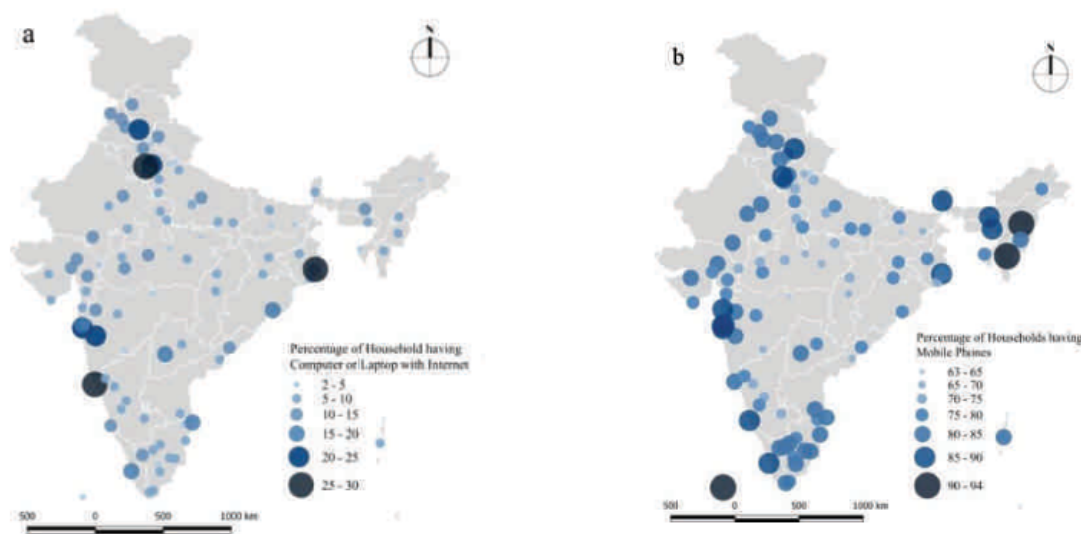 a
N
Percentage of Household having
Computer or Laptop with Internet
2 - 5
5 - 10
10 - 15
15 - 20
20 - 25
25 - 30
500 0 500 1000 km
b
N
Percentage of Households having
Mobile Phones
63 - 65
65 - 70
70 - 75
75 - 80
80 - 85
85 - 90
90 - 94
500 0 500 1000 km